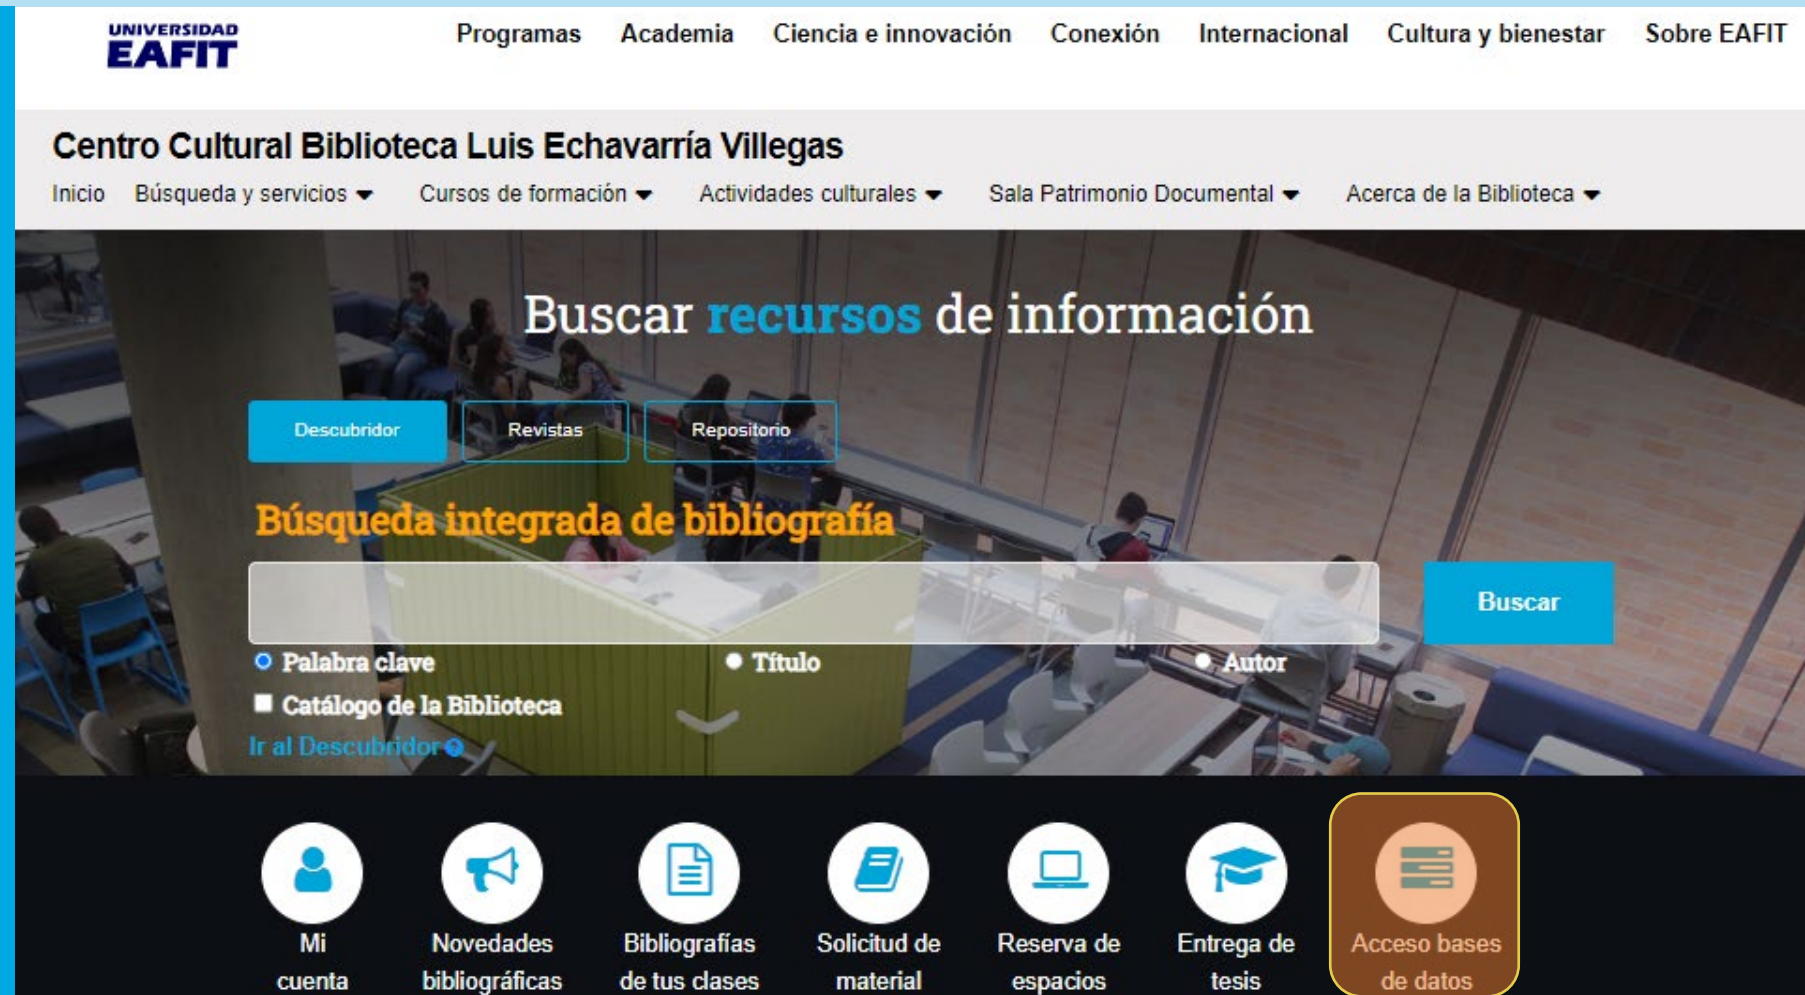 UNIVERSIDAD
EAFIT
Programas Academia Ciencia e innovación Conexión Internacional Cultura y bienestar Sobre EAFIT
Centro Cultural Biblioteca Luis Echavarría Villegas
Inicio Búsqueda y servicios Cursos de formación Actividades culturales Sala Patrimonio Documental Acerca de la Biblioteca
Buscar recursos de información
Descubridor Revistas Repositorio
Búsqueda integrada de bibliografía
Buscar
Palabra clave Título Autor
Catálogo de la Biblioteca
Ir al Descubridor ?
Mi
cuenta
Novedades
bibliográficas
Bibliografías
de tus clases
Solicitud de
material
Reserva de
espacios
Entrega de
tesis
Acceso bases
de datos